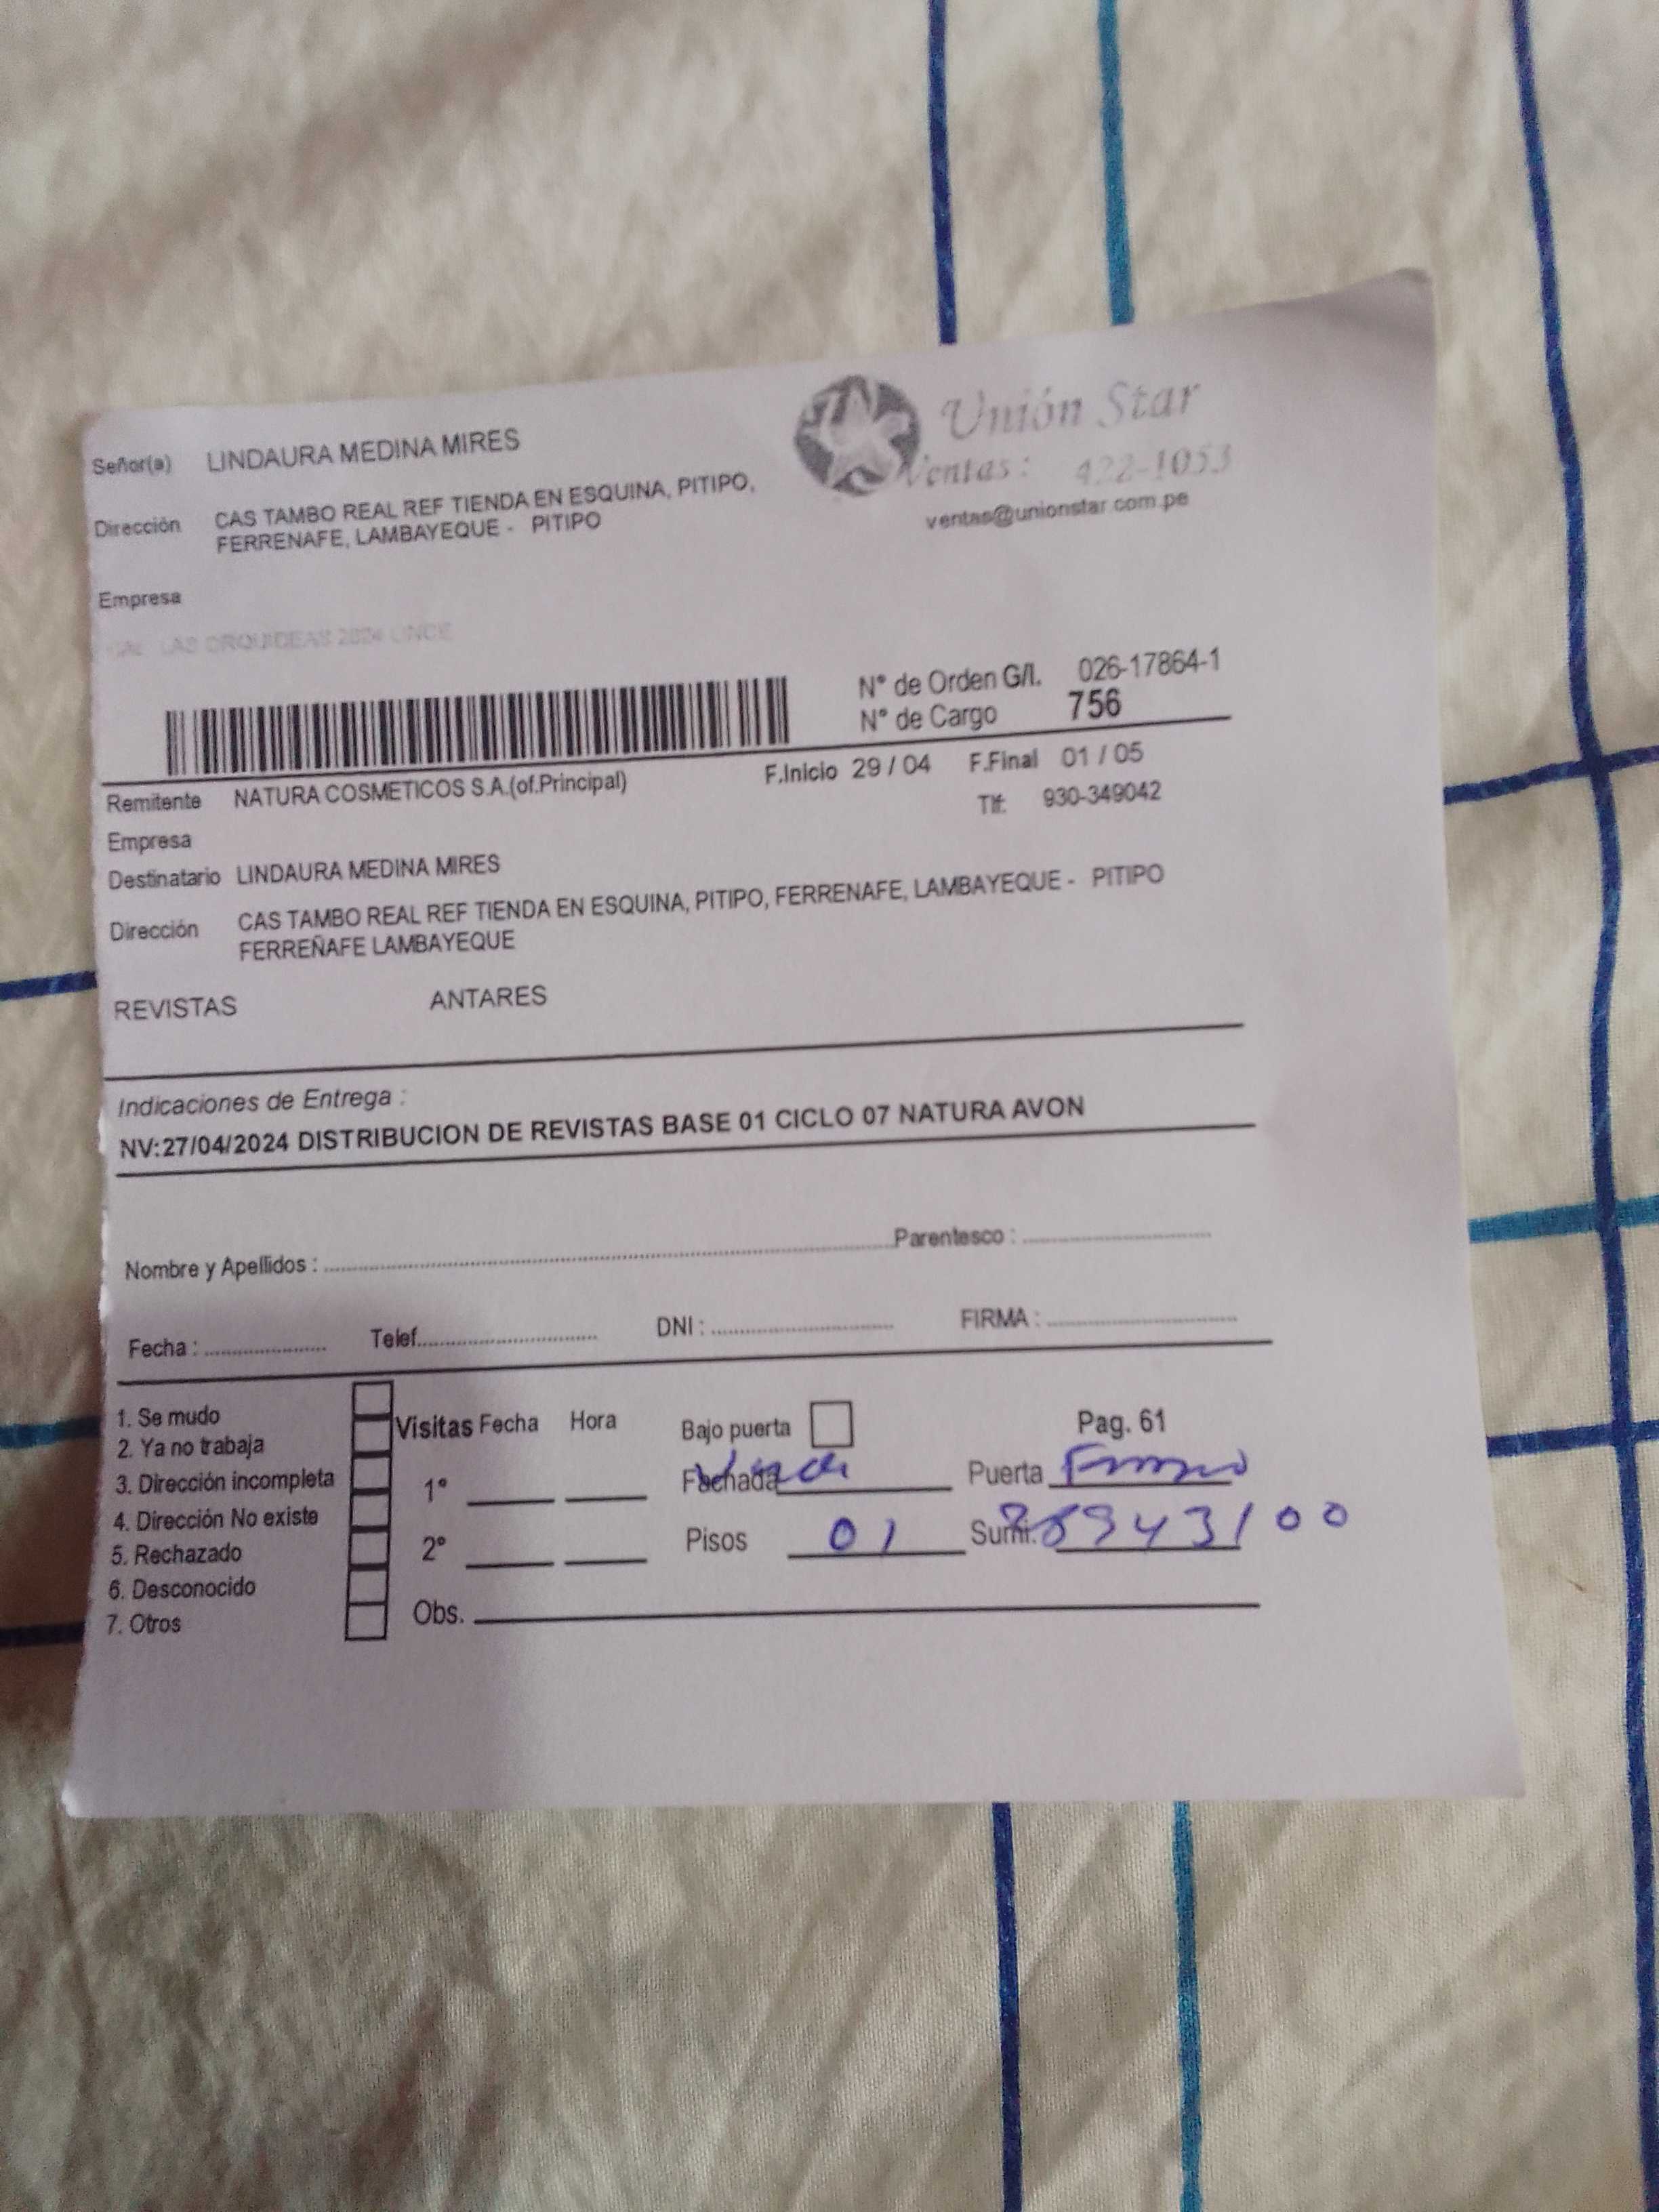 Señor(a) LINDAURA MEDINA MIRES
Unión Star
Ventas: 422-1053
ventas@unionstar.com.pe
Dirección CAS TAMBO REAL REF TIENDA EN ESQUINA, PITIPO,
FERRENAFE, LAMBAYEQUE - PITIPO
Empresa
LAS ORQUIDEAS
N° de Orden G/I. 026-17864-1
N° de Cargo 756
Remitente NATURA COSMETICOS S.A.(of.Principal) F.Inicio 29 / 04 F.Final 01 / 05
Empresa Tlf: 930-349042
Destinatario LINDAURA MEDINA MIRES
Dirección CAS TAMBO REAL REF TIENDA EN ESQUINA, PITIPO, FERRENAFE, LAMBAYEQUE - PITIPO
FERREÑAFE LAMBAYEQUE
REVISTAS ANTARES
Indicaciones de Entrega :
NV:27/04/2024 DISTRIBUCION DE REVISTAS BASE 01 CICLO 07 NATURA AVON
Nombre y Apellidos : Parentesco :
Fecha : Telef. DNI : FIRMA :
1. Se mudo
2. Ya no trabaja
3. Dirección incompleta
4. Dirección No existe
5. Rechazado
6. Desconocido
7. Otros
Visitas Fecha Hora
1°
2°
Obs.
Bajo puerta Pag. 61
Fachada Puerta
Pisos 01 Sumi.